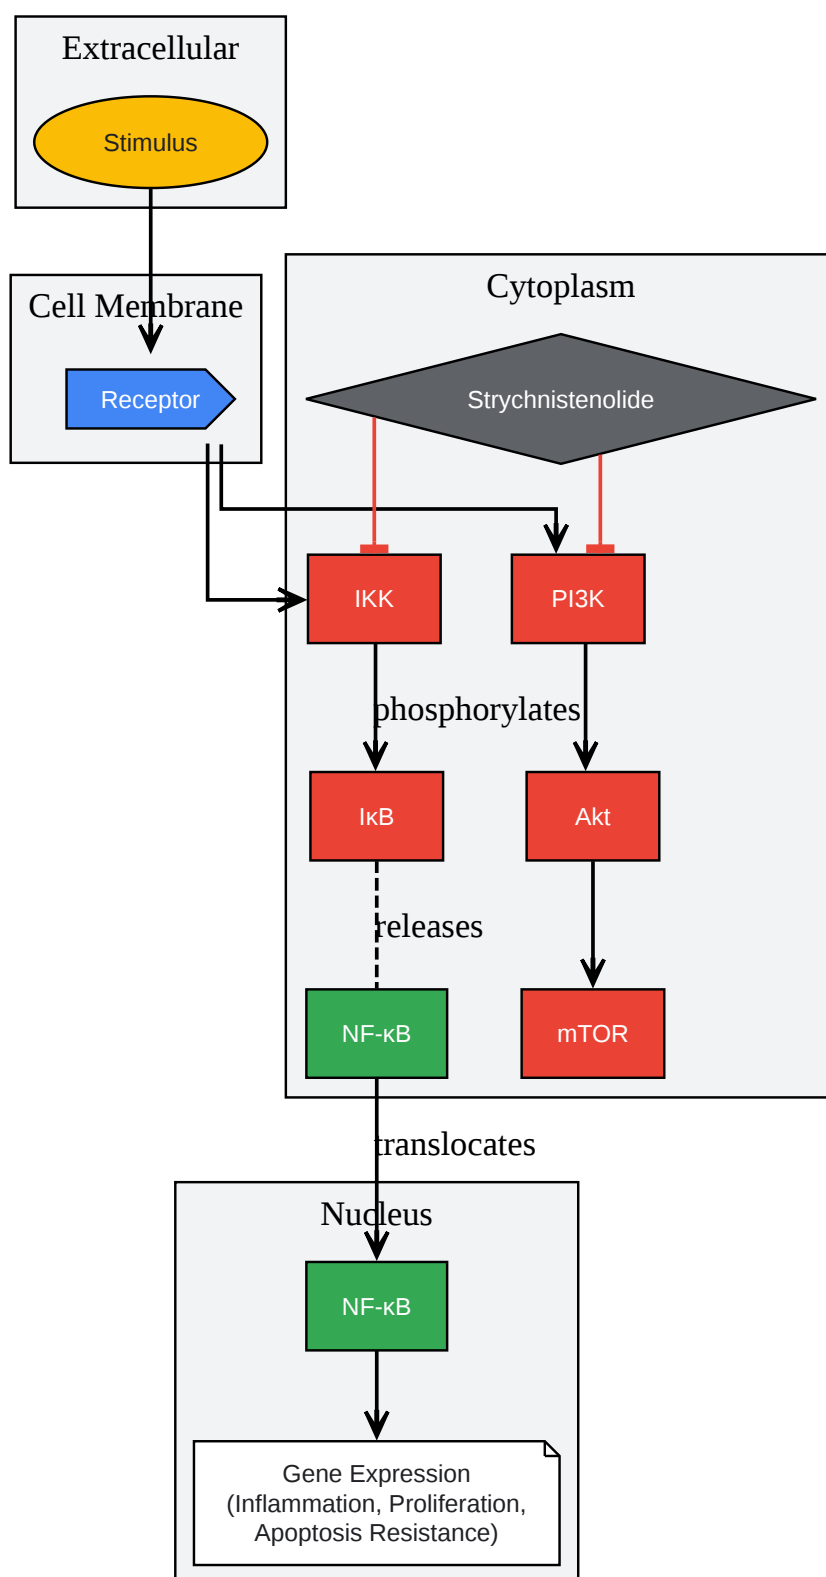 Extracellular
Stimulus
Cell Membrane
Receptor
Cytoplasm
Strychnistenolide
IKK
PI3K
phosphorylates
IκB
Akt
releases
NF-κB
mTOR
translocates
Nucleus
NF-κB
Gene Expression
(Inflammation, Proliferation,
Apoptosis Resistance)